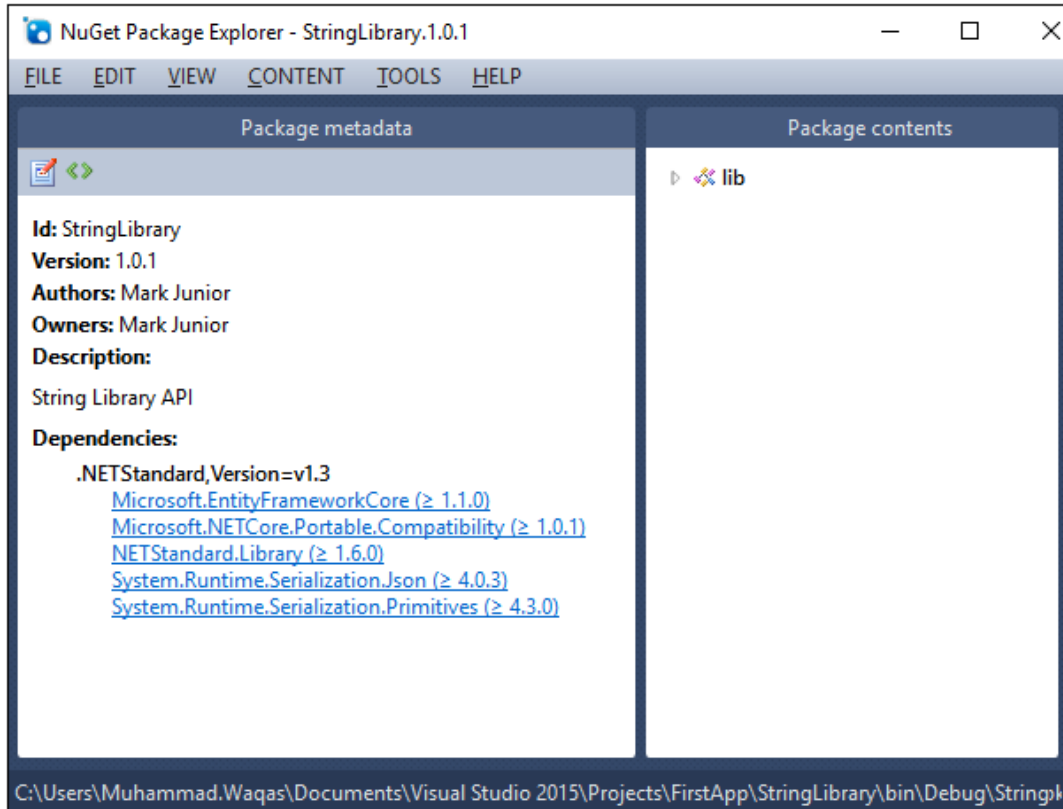 NuGet Package Explorer - StringLibrary.1.0.1
FILE EDIT VIEW CONTENT TOOLS HELP
Package metadata
Package contents
lib
Id: StringLibrary
Version: 1.0.1
Authors: Mark Junior
Owners: Mark Junior
Description:
String Library API
Dependencies:
.NETStandard,Version=v1.3
Microsoft.EntityFrameworkCore (≥ 1.1.0)
Microsoft.NETCore.Portable.Compatibility (≥ 1.0.1)
NETStandard.Library (≥ 1.6.0)
System.Runtime.Serialization.Json (≥ 4.0.3)
System.Runtime.Serialization.Primitives (≥ 4.3.0)
C:\Users\Muhammad.Waqas\Documents\Visual Studio 2015\Projects\FirstApp\StringLibrary\bin\Debug\String